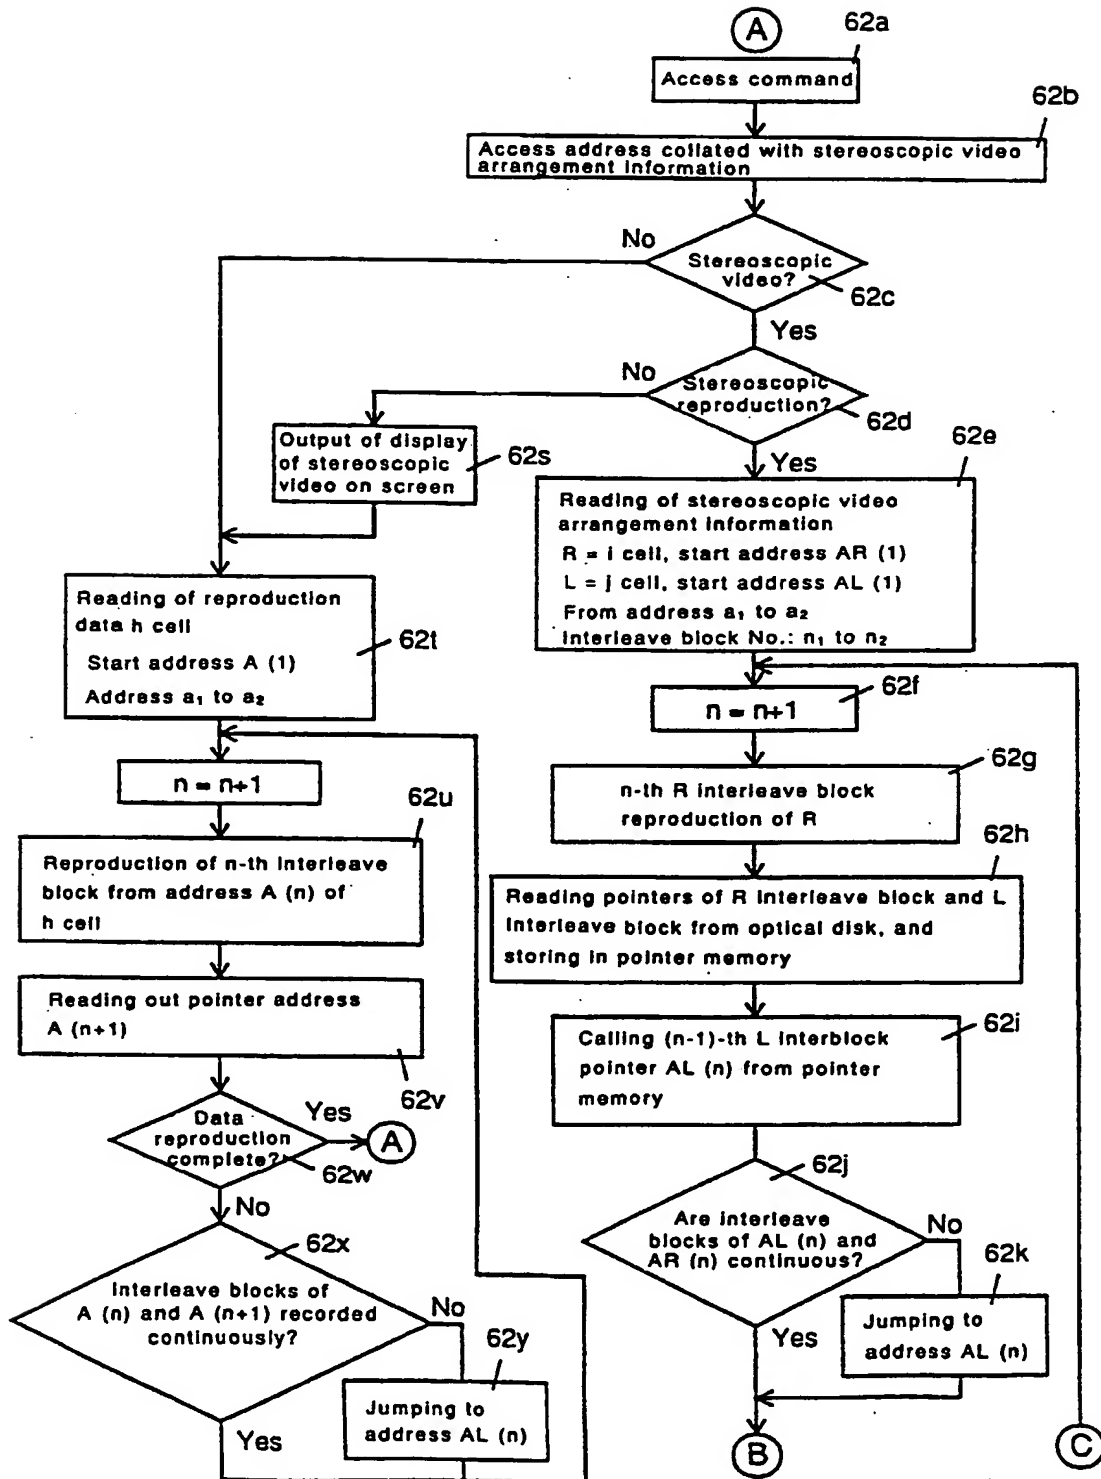 A
62a
Access command
62b
Access address collated with stereoscopic video
arrangement information
No
Stereoscopic
video?
62c
Yes
No
Stereoscopic
reproduction?
62d
Output of display
of stereoscopic
video on screen
62s
Yes
62e
Reading of stereoscopic video
arrangement information
R = i cell, start address AR (1)
L = j cell, start address AL (1)
From address a₁ to a₂
Interleave block No.: n₁ to n₂
Reading of reproduction
data h cell
Start address A (1)
Address a₁ to a₂
62t
62f
n = n+1
n = n+1
62g
n-th R interleave block
reproduction of R
62u
Reproduction of n-th interleave
block from address A (n) of
h cell
62h
Reading pointers of R interleave block and L
interleave block from optical disk, and
storing in pointer memory
Reading out pointer address
A (n+1)
62v
62i
Calling (n-1)-th L interblock
pointer AL (n) from pointer
memory
Data
reproduction
complete?
Yes
A
62w
No
62j
Are interleave
blocks of AL (n) and
AR (n) continuous?
No
62k
Jumping to
address AL (n)
Yes
62x
Interleave blocks of
A (n) and A (n+1) recorded
continuously?
No
62y
Jumping to
address AL (n)
Yes
B
C